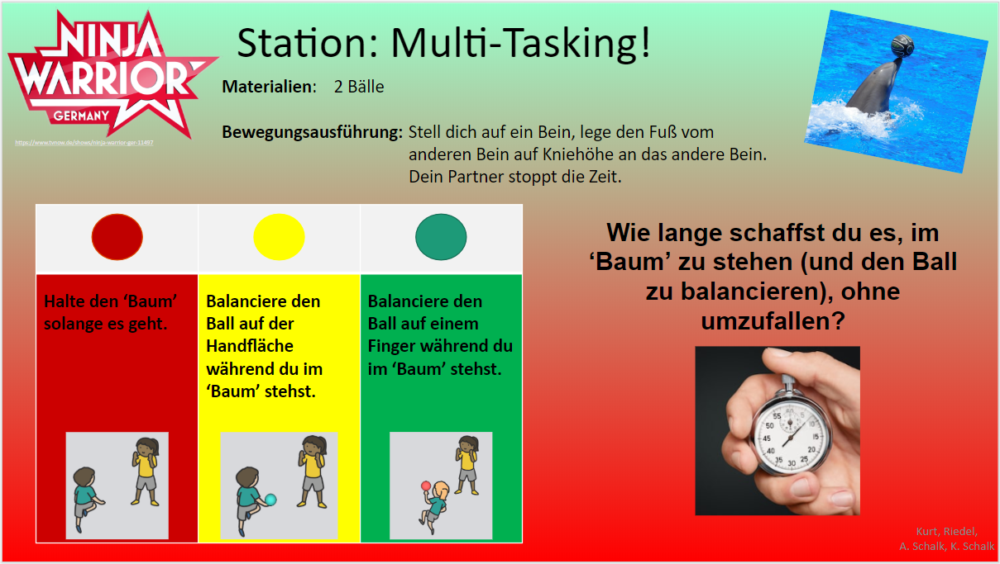 NINJA
WARRIOR
GERMANY
https://www.tvnow.de/shows/ninja-warrior-ger-11497
Station: Multi-Tasking!
Materialien: 2 Bälle
Bewegungsausführung: Stell dich auf ein Bein, lege den Fuß vom
anderen Bein auf Kniehöhe an das andere Bein.
Dein Partner stoppt die Zeit.
Halte den ‘Baum’
solange es geht.
Balanciere den
Ball auf der
Handfläche
während du im
‘Baum’ stehst.
Balanciere den
Ball auf einem
Finger während du
im ‘Baum’ stehst.
Wie lange schaffst du es, im
‘Baum’ zu stehen (und den Ball
zu balancieren), ohne
umzufallen?
55
5
10
15
20
25
30
35
40
45
50
Kurt, Riedel,
A. Schalk, K. Schalk